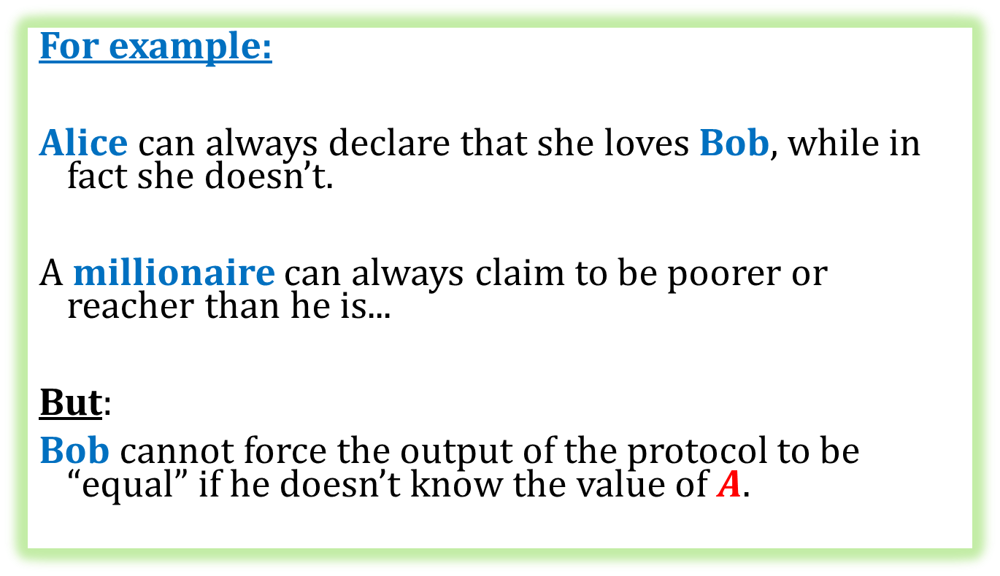 For example:
Alice can always declare that she loves Bob, while in
fact she doesn’t.
A millionaire can always claim to be poorer or
reacher than he is...
But:
Bob cannot force the output of the protocol to be
“equal” if he doesn’t know the value of A.